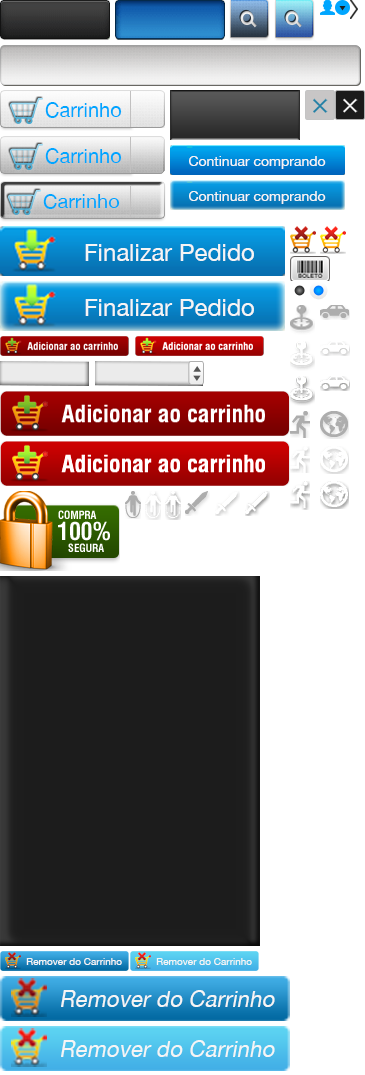 Carrinho
Carrinho
Continuar comprando
Carrinho
Continuar comprando
Finalizar Pedido
BOLETO
Finalizar Pedido
Adicionar ao carrinho
Adicionar ao carrinho
Adicionar ao carrinho
Adicionar ao carrinho
COMPRA
100%
SEGURA
Remover do Carrinho
Remover do Carrinho
Remover do Carrinho
Remover do Carrinho